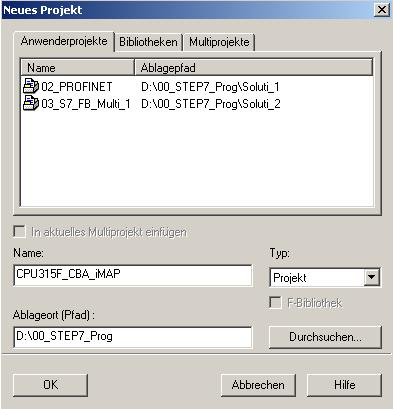 Neues Projekt
Anwenderprojekte Bibliotheken Multiprojekte
Name Ablagepfad
02_PROFINET D:\00_STEP7_Prog\Soluti_1
03_S7_FB_Multi_1 D:\00_STEP7_Prog\Soluti_2
In aktuelles Multiprojekt einfügen
Name: Typ:
CPU315F_CBA_iMAP Projekt
F-Bibliothek
Ablageort (Pfad) :
D:\00_STEP7_Prog Durchsuchen...
OK Abbrechen Hilfe